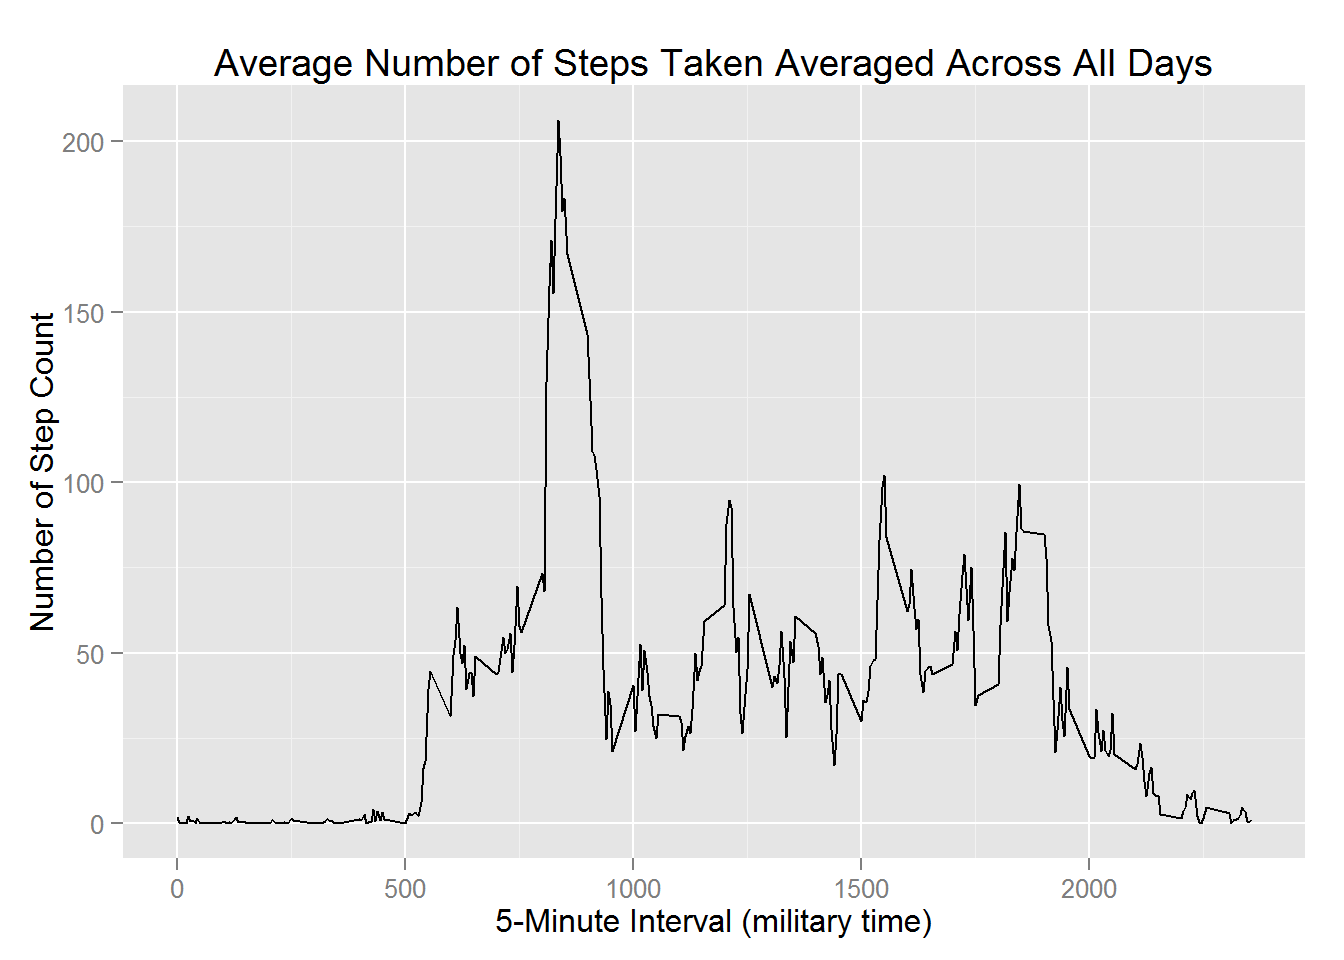 Average Number of Steps Taken Averaged Across All Days
Number of Step Count
200
150
100
50
0
0 500 1000 1500 2000
5-Minute Interval (military time)